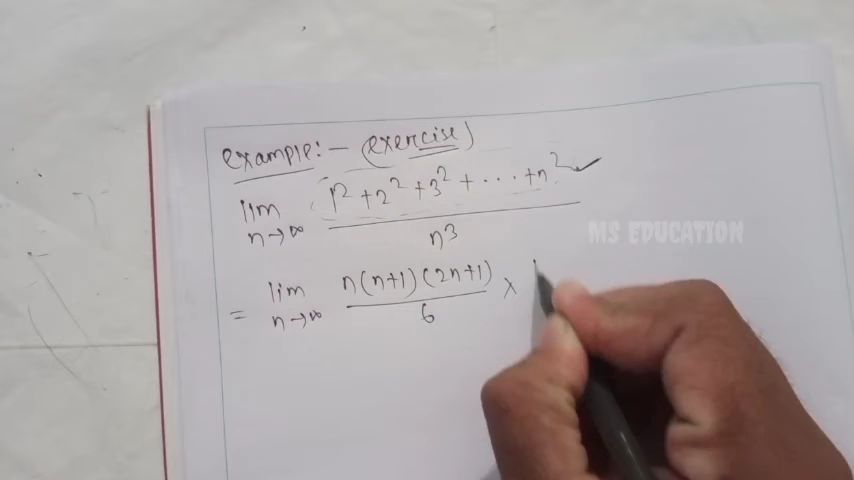 example:- (exercise)
lim n→∞ 1² + 2² + 3² + ... + n² / n³
MS EDUCATION
= lim n→∞ n(n+1)(2n+1) / 6 ×